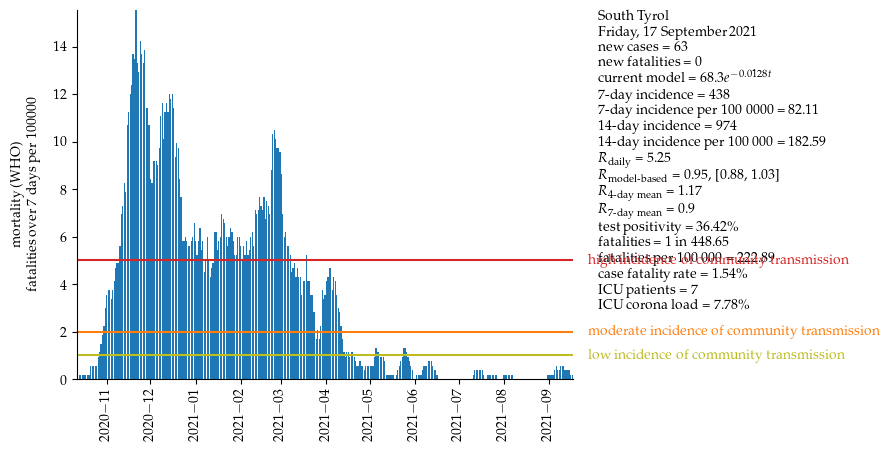 South Tyrol
Friday, 17 September 2021
new cases = 63
new fatalities = 0
current model = 68.3e^{−0.0128t}
7-day incidence = 438
7-day incidence per 100 0000 = 82.11
14-day incidence = 974
14-day incidence per 100 000 = 182.59
R_daily = 5.25
R_model-based = 0.95, [0.88, 1.03]
R_4-day mean = 1.17
R_7-day mean = 0.9
test positivity = 36.42%
fatalities = 1 in 448.65
fatalities per 100 000 = 222.89
high incidence of community transmission
case fatality rate = 1.54%
ICU patients = 7
ICU corona load = 7.78%
moderate incidence of community transmission
low incidence of community transmission
mortality (WHO)
fatalities over 7 days per 100000
14
12
10
8
6
4
2
0
2020−11
2020−12
2021−01
2021−02
2021−03
2021−04
2021−05
2021−06
2021−07
2021−08
2021−09